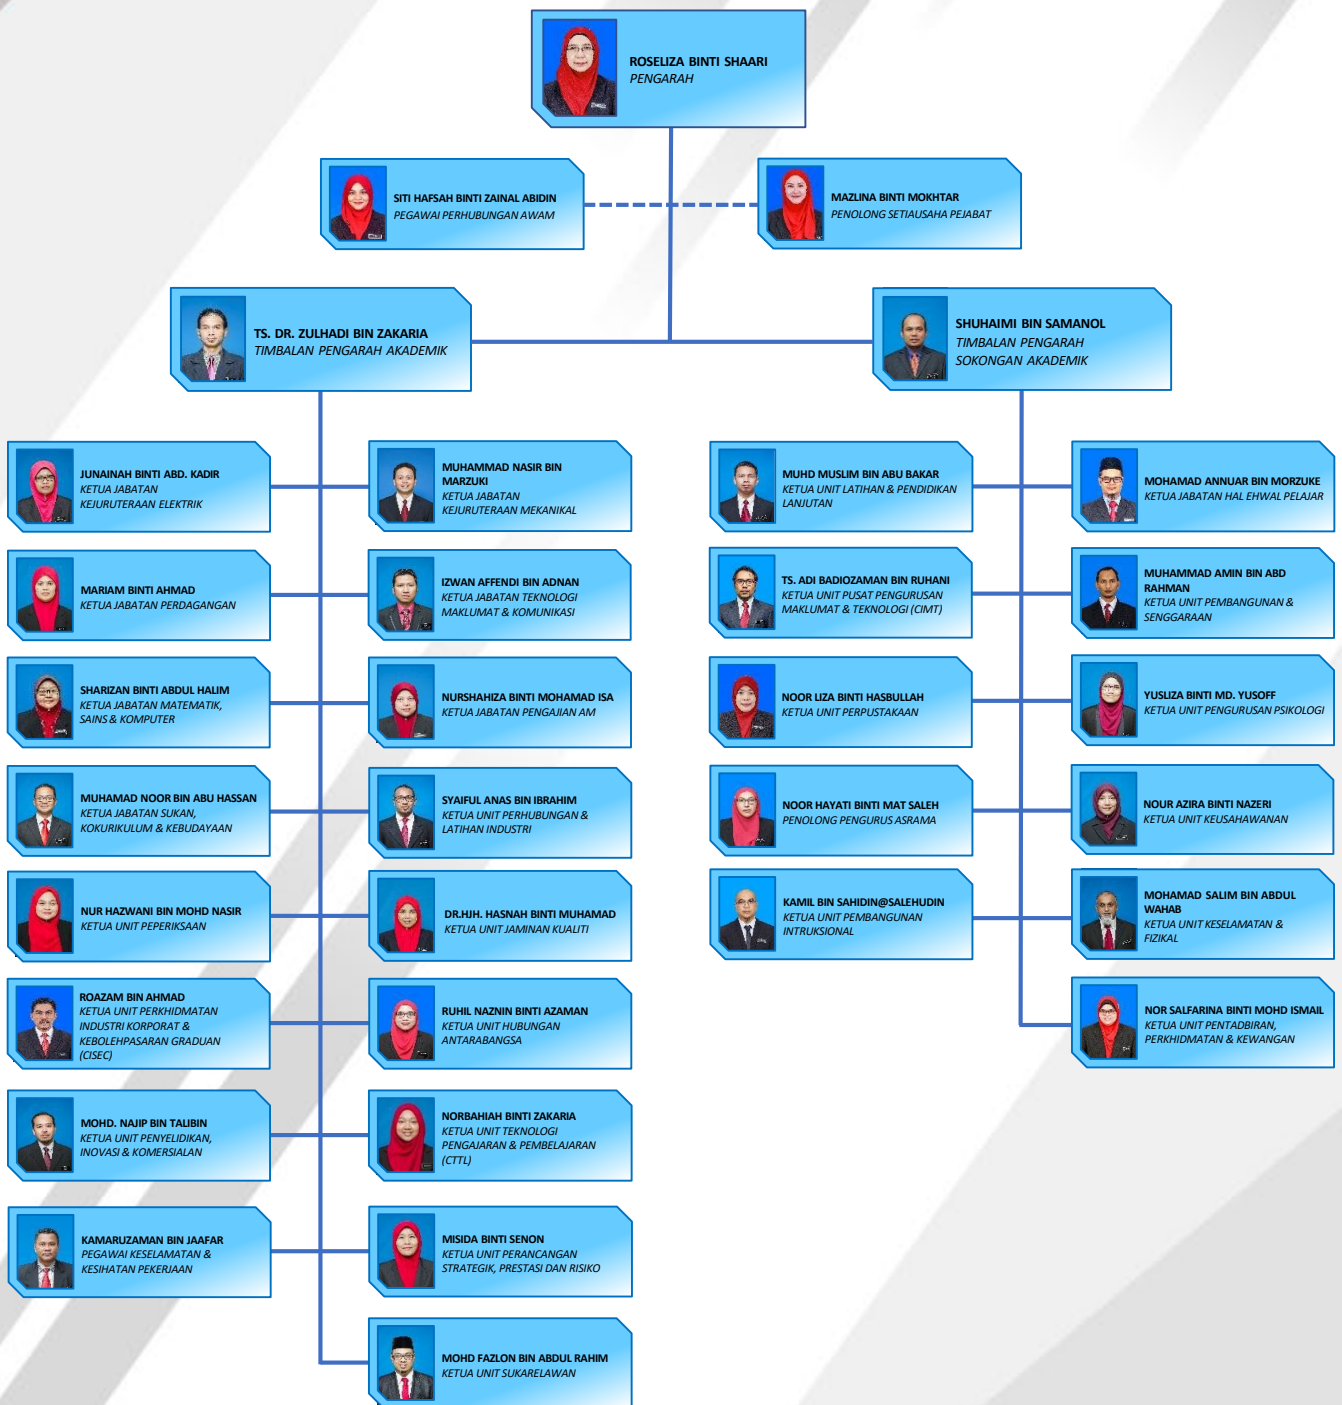 ROSELIZA BINTI SHAARI
PENGARAH
SITI HAFSAH BINTI ZAINAL ABIDIN
PEGAWAI PERHUBUNGAN AWAM
MAZLINA BINTI MOKHTAR
PENOLONG SETIAUSAHA PEJABAT
TS. DR. ZULHADI BIN ZAKARIA
TIMBALAN PENGARAH AKADEMIK
SHUHAIMI BIN SAMANOL
TIMBALAN PENGARAH
SOKONGAN AKADEMIK
JUNAINAH BINTI ABD. KADIR
KETUA JABATAN
KEJURUTERAAN ELEKTRIK
MUHAMMAD NASIR BIN
MARZUKI
KETUA JABATAN
KEJURUTERAAN MEKANIKAL
MUHD MUSLIM BIN ABU BAKAR
KETUA UNIT LATIHAN & PENDIDIKAN
LANJUTAN
MOHAMAD ANNUAR BIN MORZUKE
KETUA JABATAN HAL EHWAL PELAJAR
MARIAM BINTI AHMAD
KETUA JABATAN PERDAGANGAN
IZWAN AFFENDI BIN ADNAN
KETUA JABATAN TEKNOLOGI
MAKLUMAT & KOMUNIKASI
TS. ADI BADIOZAMAN BIN RUHANI
KETUA UNIT PUSAT PENGURUSAN
MAKLUMAT & TEKNOLOGI (CIMT)
MUHAMMAD AMIN BIN ABD
RAHMAN
KETUA UNIT PEMBANGUNAN &
SENGGARAAN
SHARIZAN BINTI ABDUL HALIM
KETUA JABATAN MATEMATIK,
SAINS & KOMPUTER
NURSHAHIZA BINTI MOHAMAD ISA
KETUA JABATAN PENGAJIAN AM
NOOR LIZA BINTI HASBULLAH
KETUA UNIT PERPUSTAKAAN
YUSLIZA BINTI MD. YUSOFF
KETUA UNIT PENGURUSAN PSIKOLOGI
MUHAMAD NOOR BIN ABU HASSAN
KETUA JABATAN SUKAN,
KOKURIKULUM & KEBUDAYAAN
SYAIFUL ANAS BIN IBRAHIM
KETUA UNIT PERHUBUNGAN &
LATIHAN INDUSTRI
NOOR HAYATI BINTI MAT SALEH
PENOLONG PENGURUS ASRAMA
NOUR AZIRA BINTI NAZERI
KETUA UNIT KEUSAHAWANAN
NUR HAZWANI BIN MOHD NASIR
KETUA UNIT PEPERIKSAAN
DR.HJH. HASNAH BINTI MUHAMAD
KETUA UNIT JAMINAN KUALITI
KAMIL BIN SAHIDIN@SALEHUDIN
KETUA UNIT PEMBANGUNAN
INTRUKSIONAL
MOHAMAD SALIM BIN ABDUL
WAHAB
KETUA UNIT KESELAMATAN &
FIZIKAL
ROAZAM BIN AHMAD
KETUA UNIT PERKHIDMATAN
INDUSTRI KORPORAT &
KEBOLEHPASARAN GRADUAN
(CISEC)
RUHIL NAZNIN BINTI AZAMAN
KETUA UNIT HUBUNGAN
ANTARABANGSA
NOR SALFARINA BINTI MOHD ISMAIL
KETUA UNIT PENTADBIRAN,
PERKHIDMATAN & KEWANGAN
MOHD. NAJIP BIN TALIBIN
KETUA UNIT PENYELIDIKAN,
INOVASI & KOMERSIALAN
NORBAHIAH BINTI ZAKARIA
KETUA UNIT TEKNOLOGI
PENGAJARAN & PEMBELAJARAN
(CTTL)
KAMARUZAMAN BIN JAAFAR
PEGAWAI KESELAMATAN &
KESIHATAN PEKERJAAN
MISIDA BINTI SENON
KETUA UNIT PERANCANGAN
STRATEGIK, PRESTASI DAN RISIKO
MOHD FAZLON BIN ABDUL RAHIM
KETUA UNIT SUKARELAWAN